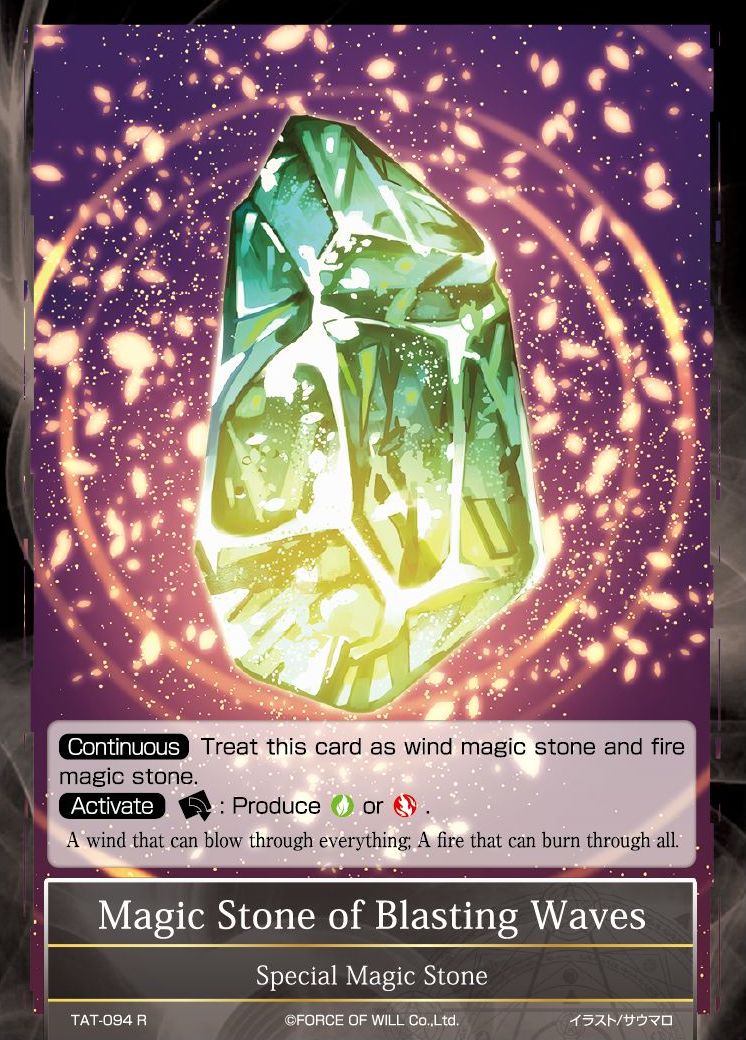 Continuous Treat this card as wind magic stone and fire
magic stone.
Activate : Produce or .
A wind that can blow through everything; A fire that can burn through all.
Magic Stone of Blasting Waves
Special Magic Stone
TAT-094 R ©FORCE OF WILL Co.,Ltd. イラスト/サウマロ